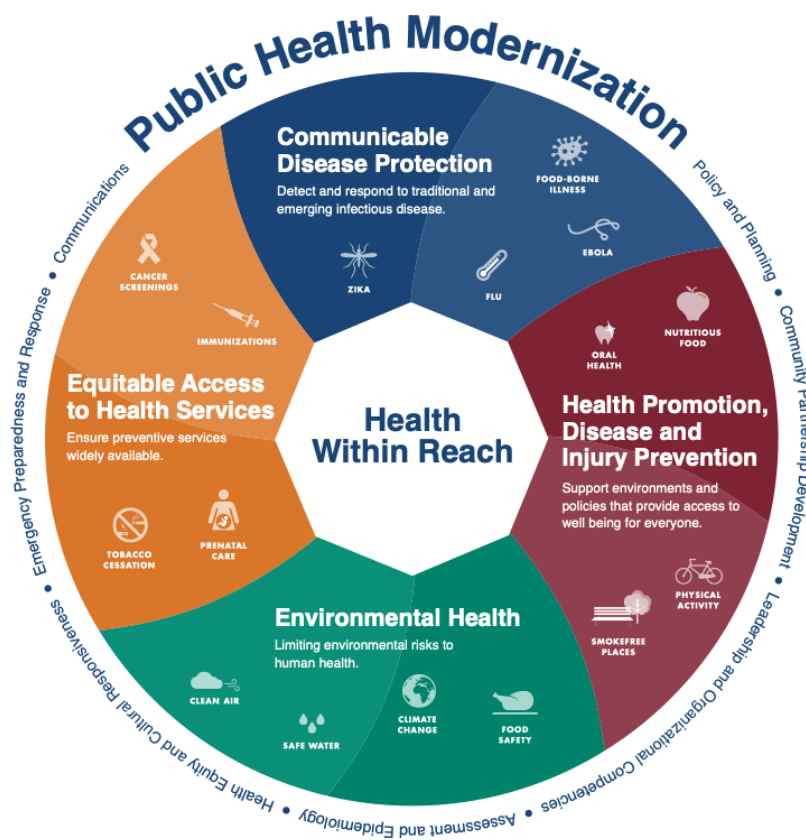 Public Health Modernization
Communicable
Disease Protection
Detect and respond to traditional and
emerging infectious disease.
ZIKA
FLU
FOOD-BORNE
ILLNESS
EBOLA
ORAL
HEALTH
NUTRITIOUS
FOOD
Health Promotion,
Disease and
Injury Prevention
Support environments and
policies that provide access to
well being for everyone.
PHYSICAL
ACTIVITY
SMOKEFREE
PLACES
Environmental Health
Limiting environmental risks to
human health.
CLEAN AIR
SAFE WATER
CLIMATE
CHANGE
FOOD
SAFETY
CANCER
SCREENINGS
IMMUNIZATIONS
Equitable Access
to Health Services
Ensure preventive services
widely available.
TOBACCO
CESSATION
PRENATAL
CARE
Health
Within Reach
Policy and Planning • Community Partnership Development • Leadership and Organizational Competencies • Assessment and Epidemiology • Health Equity and Cultural Responsiveness • Emergency Preparedness and Response • Communications